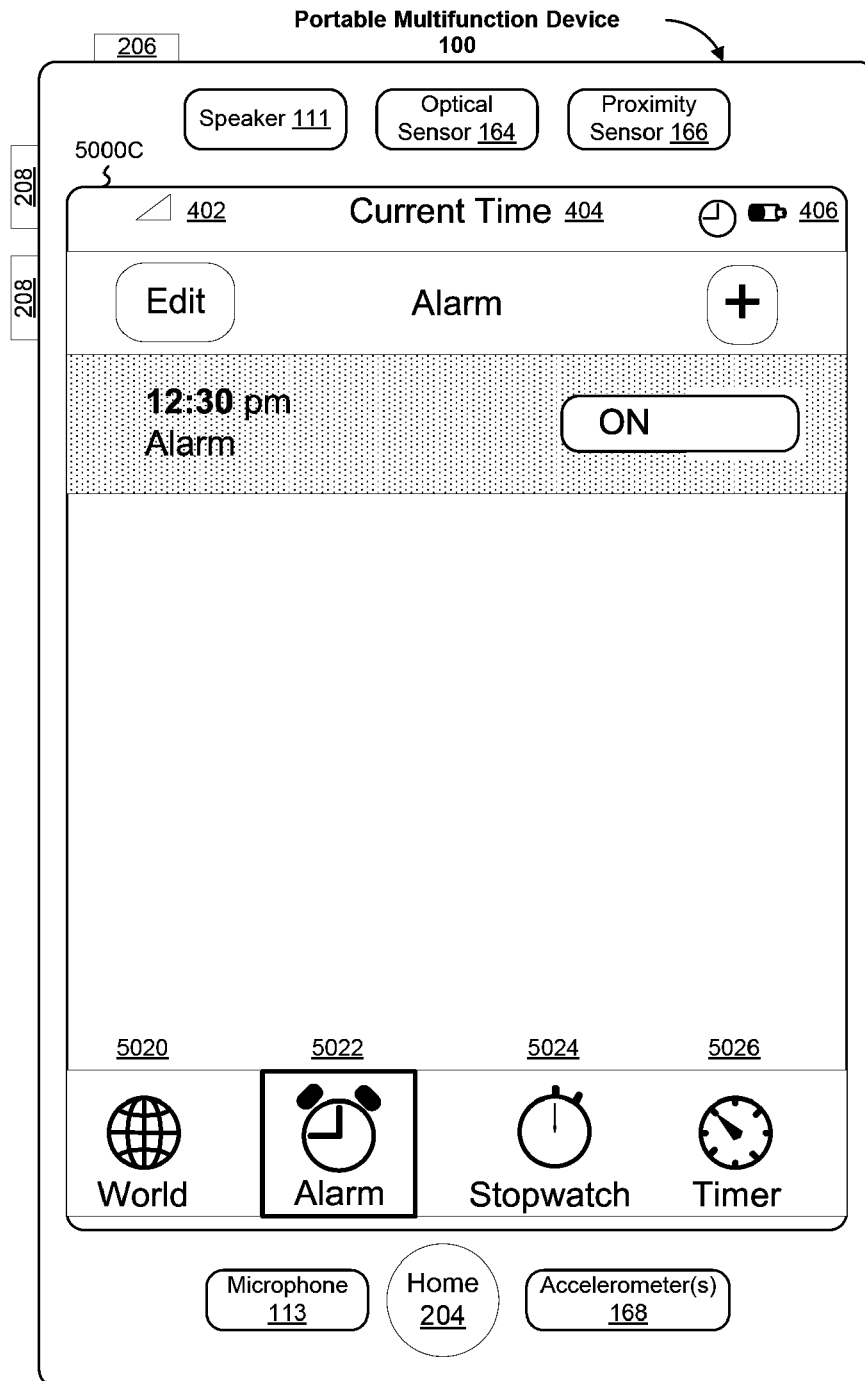 Portable Multifunction Device
100
206
Speaker 111
Optical
Sensor 164
Proximity
Sensor 166
5000C
208
208
402
Current Time 404
406
Edit
Alarm
+
12:30 pm
Alarm
ON
5020
5022
5024
5026
World
Alarm
Stopwatch
Timer
Microphone
113
Home
204
Accelerometer(s)
168